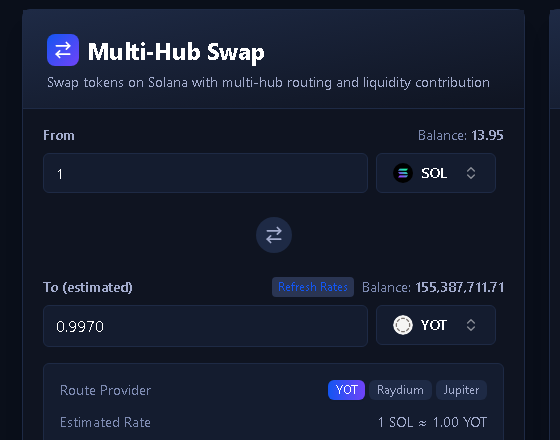 Multi-Hub Swap
Swap tokens on Solana with multi-hub routing and liquidity contribution
From Balance: 13.95
1 SOL
To (estimated) Refresh Rates Balance: 155,387,711.71
0.9970 YOT
Route Provider YOT Raydium Jupiter
Estimated Rate 1 SOL ≈ 1.00 YOT